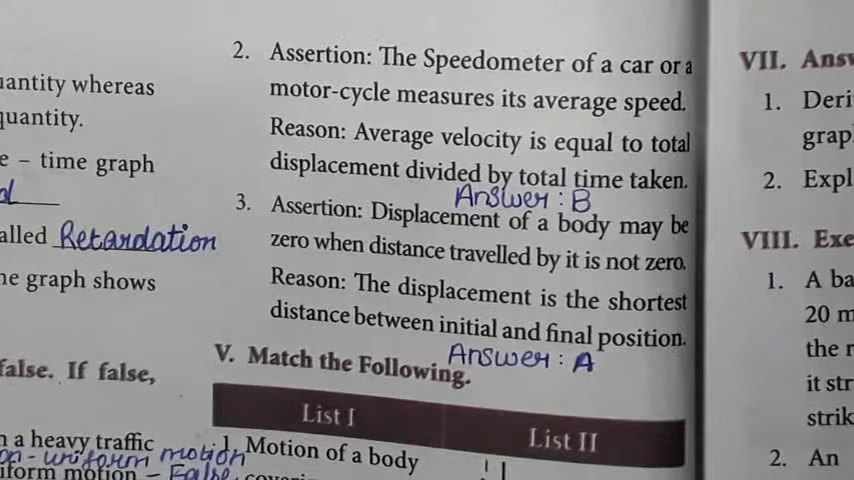 uantity whereas
quantity.
e – time graph
alled Retardation
ne graph shows
false. If false,
n a heavy traffic
on - uniform motion
iform motion – False
2. Assertion: The Speedometer of a car or a
motor-cycle measures its average speed.
Reason: Average velocity is equal to total
displacement divided by total time taken.
Answer : B
3. Assertion: Displacement of a body may be
zero when distance travelled by it is not zero.
Reason: The displacement is the shortest
distance between initial and final position.
Answer : A
V. Match the Following.
List I List II
1. Motion of a body
VII. Answ
1. Deri
grap
2. Expl
VIII. Exe
1. A ba
20 m
the r
it str
strik
2. An